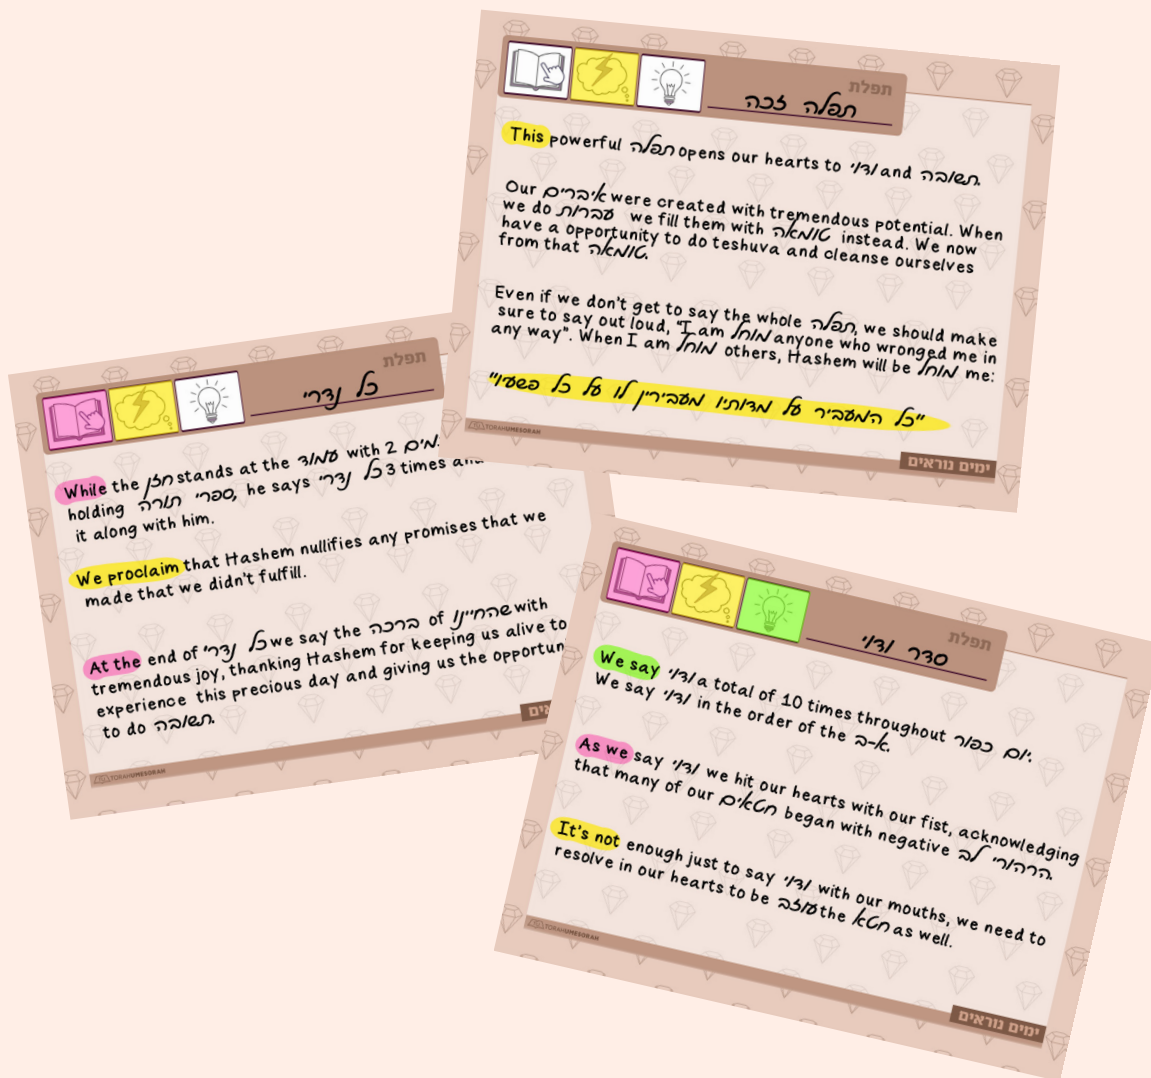 תפלת
תפלה זכה
This powerful תפלה opens our hearts to וידוי and תשובה.
Our איברים were created with tremendous potential. When
we do עברות we fill them with טומאה instead. We now
have a opportunity to do teshuva and cleanse ourselves
from that טומאה.
Even if we don't get to say the whole תפלה, we should make
sure to say out loud, "I am מוחל anyone who wronged me in
any way". When I am מוחל others, Hashem will be מוחל me:
"כל המעביר על מדותיו מעבירין לו על כל פשעיו"
TORAHUMESORAH
ימים נוראים
תפלת
כל נדרי
While the חזן stands at the עמוד with 2
holding ספרי תורה, he says כל נדרי 3 times
it along with him.
We proclaim that Hashem nullifies any promises that we
made that we didn't fulfill.
At the end of כל נדרי we say the ברכה of שהחיינו with
tremendous joy, thanking Hashem for keeping us alive to
experience this precious day and giving us the opportun
to do תשובה.
TORAHUMESORAH
תפלת
סדר וידוי
We say וידוי a total of 10 times throughout יום כפור.
We say וידוי in the order of the א-ב.
As we say וידוי we hit our hearts with our fist, acknowledging
that many of our חטאים began with negative הרהורי לב.
It's not enough just to say וידוי with our mouths, we need to
resolve in our hearts to be עוזב the חטא as well.
TORAHUMESORAH
ימים נוראים